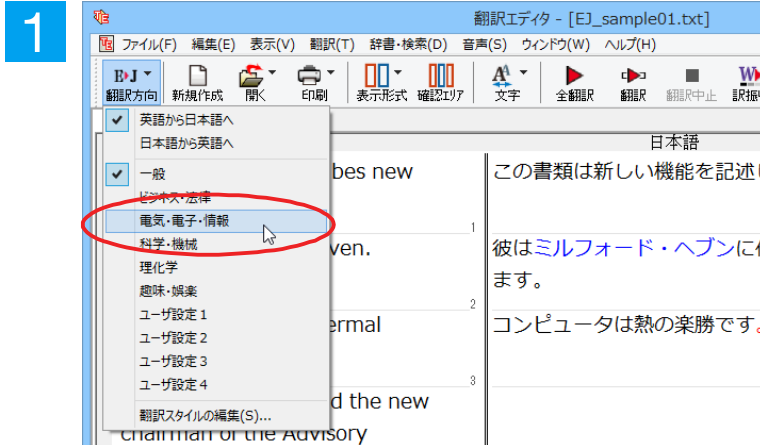 1
翻訳エディタ - [EJ_sample01.txt]
ファイル(F) 編集(E) 表示(V) 翻訳(T) 辞書・検索(D) 音声(S) ウィンドウ(W) ヘルプ(H)
E›J
翻訳方向 新規作成 開く 印刷 表示形式 確認エリア 文字 全翻訳 翻訳 翻訳中止
英語から日本語へ
日本語から英語へ
日本語
一般
ビジネス・法律
電気・電子・情報
科学・機械
理化学
趣味・娯楽
ユーザ設定1
ユーザ設定2
ユーザ設定3
ユーザ設定4
翻訳スタイルの編集(S)...
bes new
1
ven.
2
ermal
3
d the new
chairman of the Advisory
この書類は新しい機能を記述
彼はミルフォード・ヘブンに
ます。
コンピュータは熱の楽勝です。